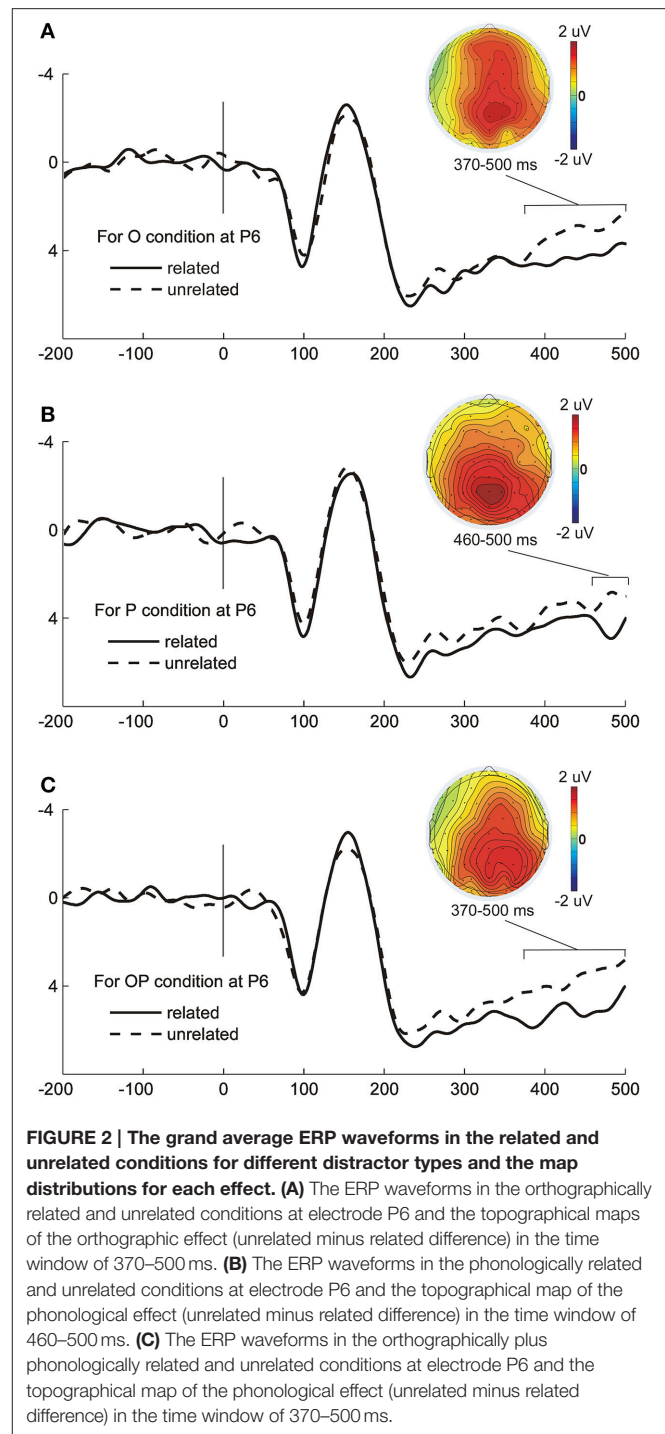 A
-4
0
4
2 uV
0
-2 uV
370-500 ms
For O condition at P6
related
unrelated
-200 -100 0 100 200 300 400 500
B
-4
0
4
2 uV
0
-2 uV
460-500 ms
For P condition at P6
related
unrelated
-200 -100 0 100 200 300 400 500
C
-4
0
4
2 uV
0
-2 uV
370-500 ms
For OP condition at P6
related
unrelated
-200 -100 0 100 200 300 400 500
FIGURE 2 | The grand average ERP waveforms in the related and
unrelated conditions for different distractor types and the map
distributions for each effect. (A) The ERP waveforms in the orthographically
related and unrelated conditions at electrode P6 and the topographical maps
of the orthographic effect (unrelated minus related difference) in the time
window of 370–500 ms. (B) The ERP waveforms in the phonologically related
and unrelated conditions at electrode P6 and the topographical map of the
phonological effect (unrelated minus related difference) in the time window of
460–500 ms. (C) The ERP waveforms in the orthographically plus
phonologically related and unrelated conditions at electrode P6 and the
topographical map of the phonological effect (unrelated minus related
difference) in the time window of 370–500 ms.